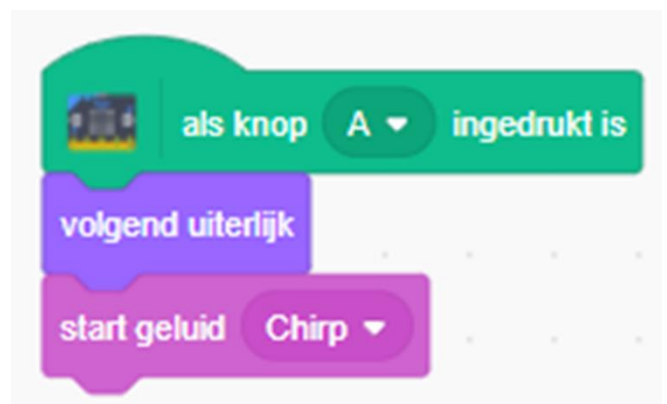 als knop A ingedrukt is
volgend uiterlijk
start geluid Chirp